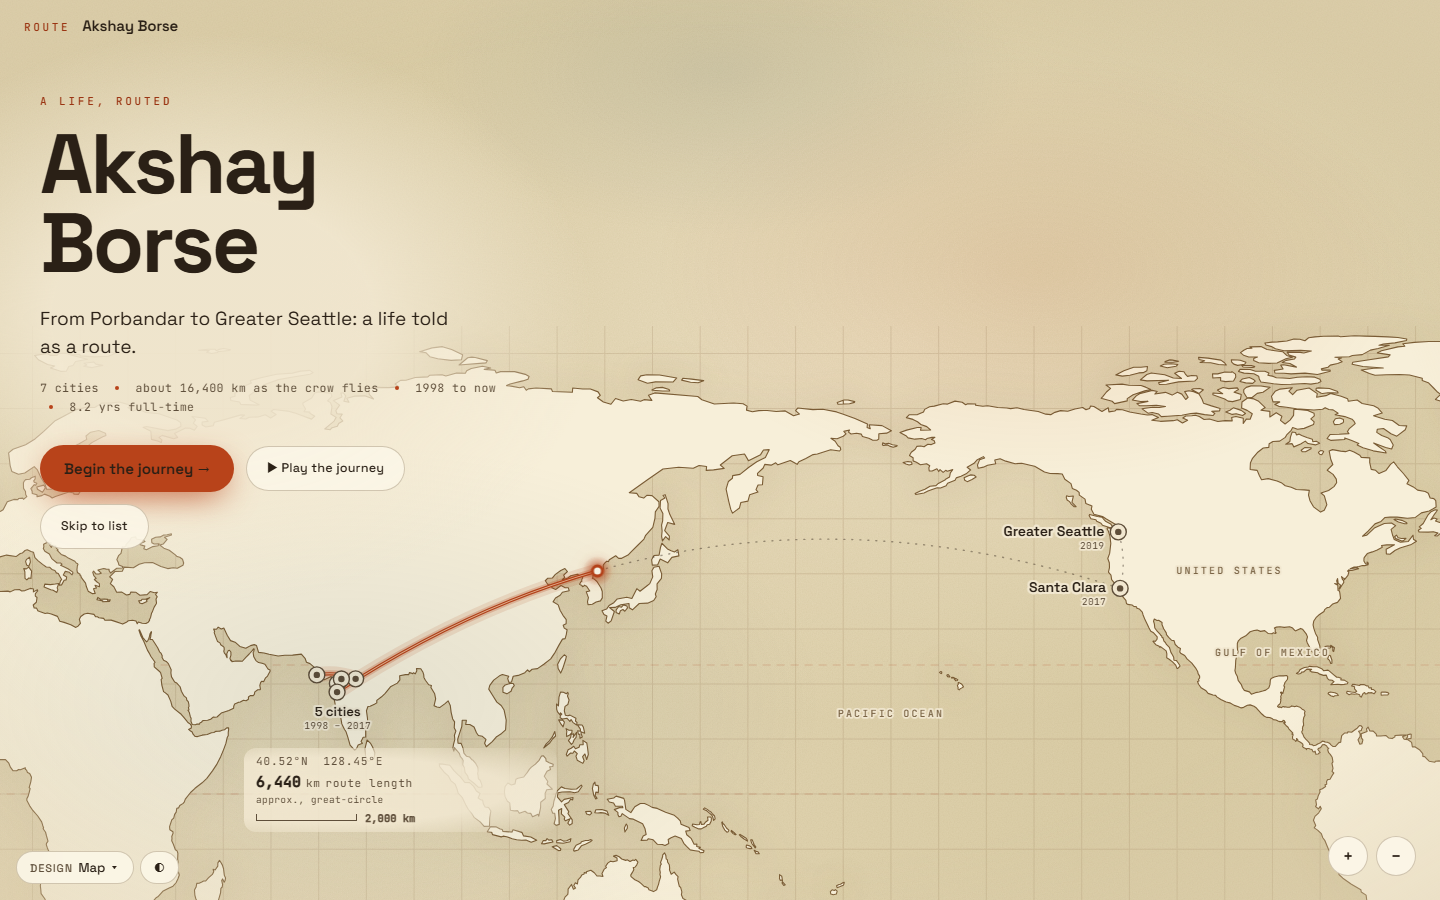 ROUTE Akshay Borse
A LIFE, ROUTED
Akshay
Borse
From Porbandar to Greater Seattle: a life told
as a route.
7 cities • about 16,400 km as the crow flies • 1998 to now
• 8.2 yrs full-time
Begin the journey →
▶ Play the journey
Skip to list
Greater Seattle
2019
UNITED STATES
Santa Clara
2017
GULF OF MEXICO
5 cities
1998 – 2017
PACIFIC OCEAN
40.52°N 128.45°E
6,440 km route length
approx., great-circle
2,000 km
DESIGN Map
+ −